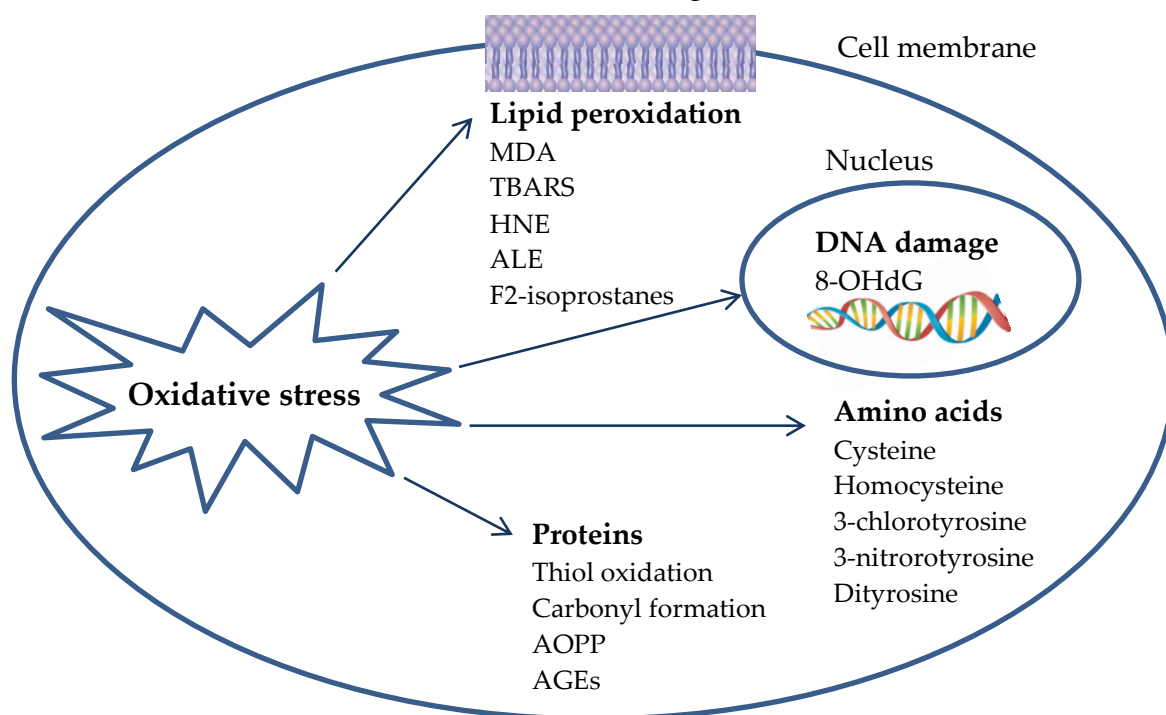 Cell membrane
Lipid peroxidation
MDA
TBARS
HNE
ALE
F2-isoprostanes
Nucleus
DNA damage
8-OHdG
Oxidative stress
Amino acids
Cysteine
Homocysteine
3-chlorotyrosine
3-nitrorotyrosine
Dityrosine
Proteins
Thiol oxidation
Carbonyl formation
AOPP
AGEs